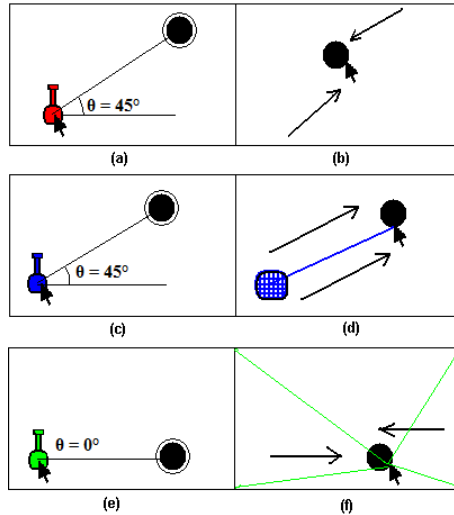 θ = 45°
(a)
(b)
θ = 45°
(c)
(d)
θ = 0°
(e)
(f)